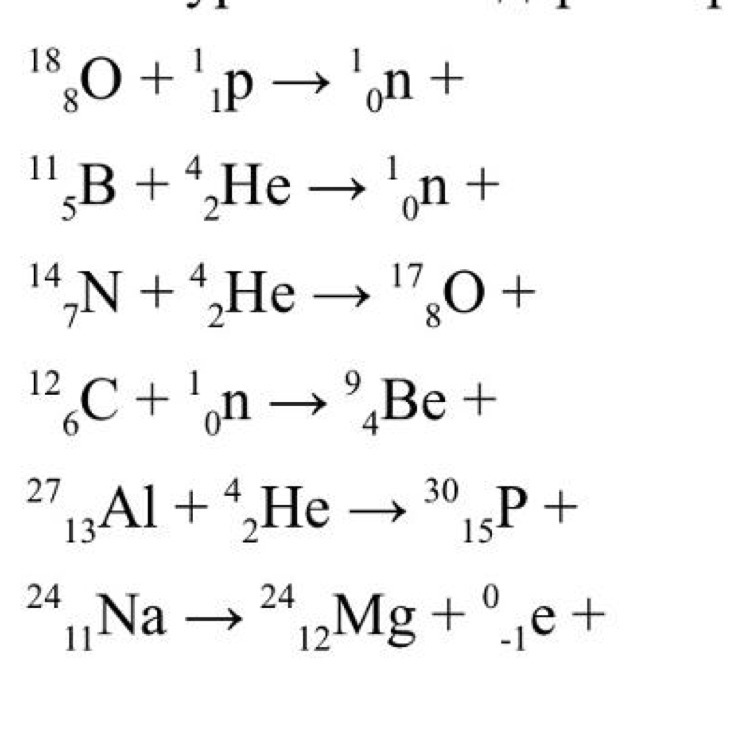 ¹⁸₈O + ¹₁p → ¹₀n +
¹¹₅B + ⁴₂He → ¹₀n +
¹⁴₇N + ⁴₂He → ¹⁷₈O +
¹²₆C + ¹₀n → ⁹₄Be +
²⁷₁₃Al + ⁴₂He → ³⁰₁₅P +
²⁴₁₁Na → ²⁴₁₂Mg + ⁰₋₁e +